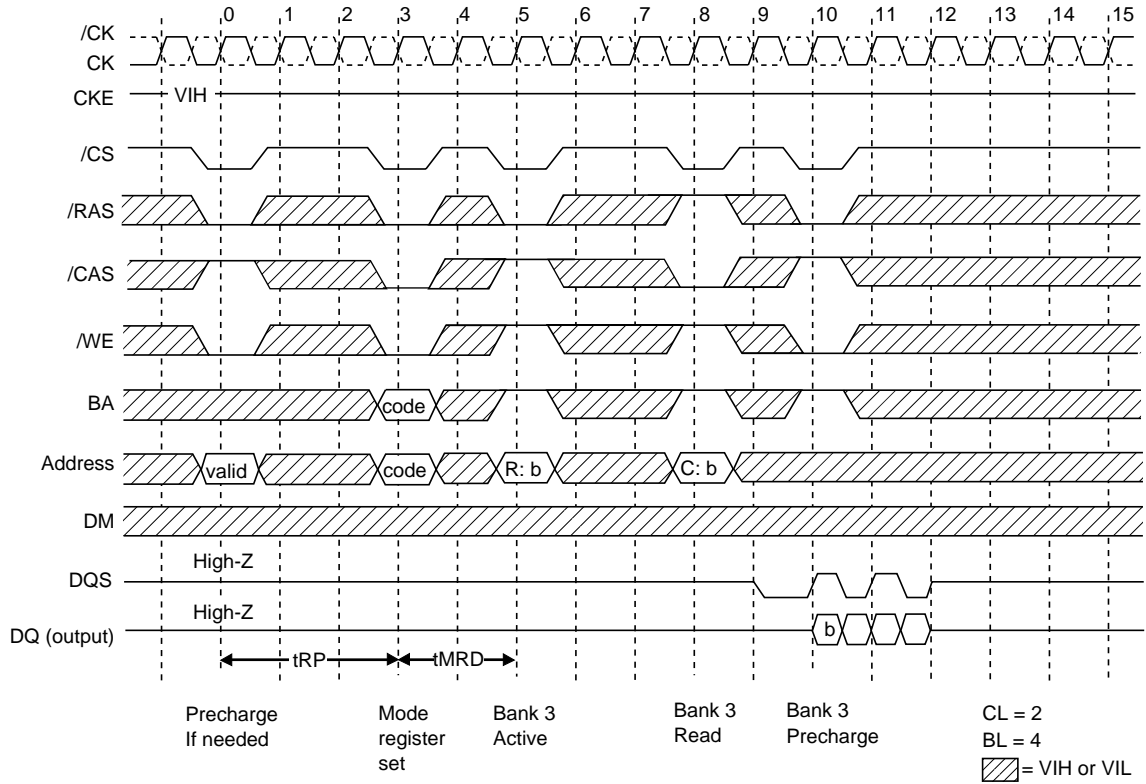 0 1 2 3 4 5 6 7 8 9 10 11 12 13 14 15
/CK
CK
CKE
VIH
/CS
/RAS
/CAS
/WE
BA
code
Address
valid
code
R: b
C: b
DM
High-Z
DQS
High-Z
DQ (output)
b
tRP
tMRD
Precharge
If needed
Mode
register
set
Bank 3
Active
Bank 3
Read
Bank 3
Precharge
CL = 2
BL = 4
= VIH or VIL